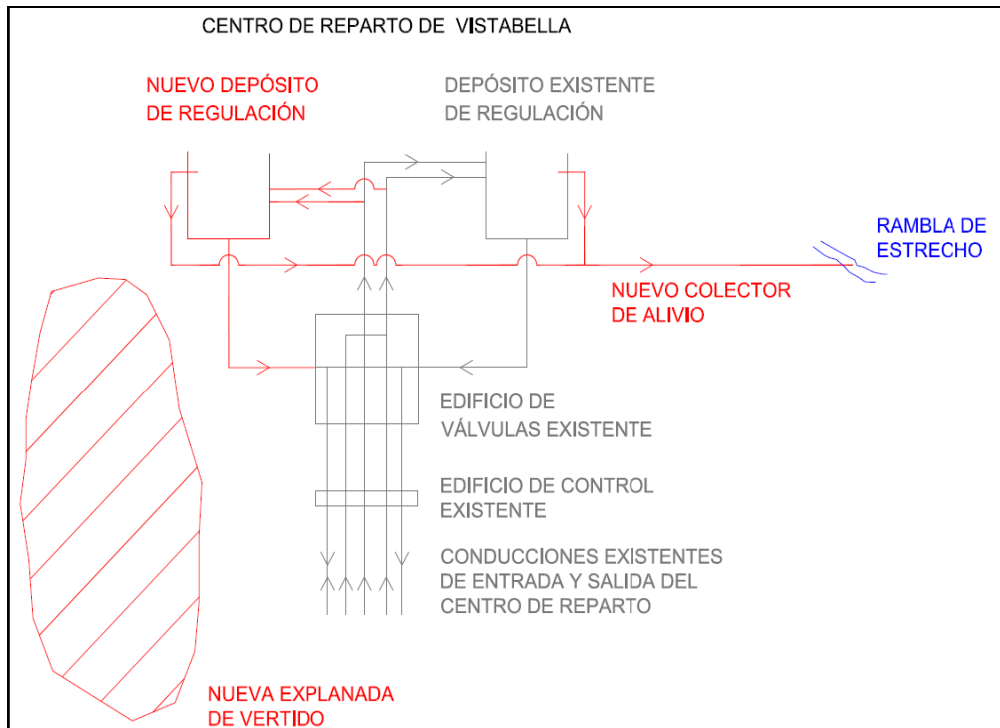 CENTRO DE REPARTO DE VISTABELLA
NUEVO DEPÓSITO
DE REGULACIÓN
DEPÓSITO EXISTENTE
DE REGULACIÓN
RAMBLA DE
ESTRECHO
NUEVO COLECTOR
DE ALIVIO
EDIFICIO DE
VÁLVULAS EXISTENTE
EDIFICIO DE CONTROL
EXISTENTE
CONDUCCIONES EXISTENTES
DE ENTRADA Y SALIDA DEL
CENTRO DE REPARTO
NUEVA EXPLANADA
DE VERTIDO